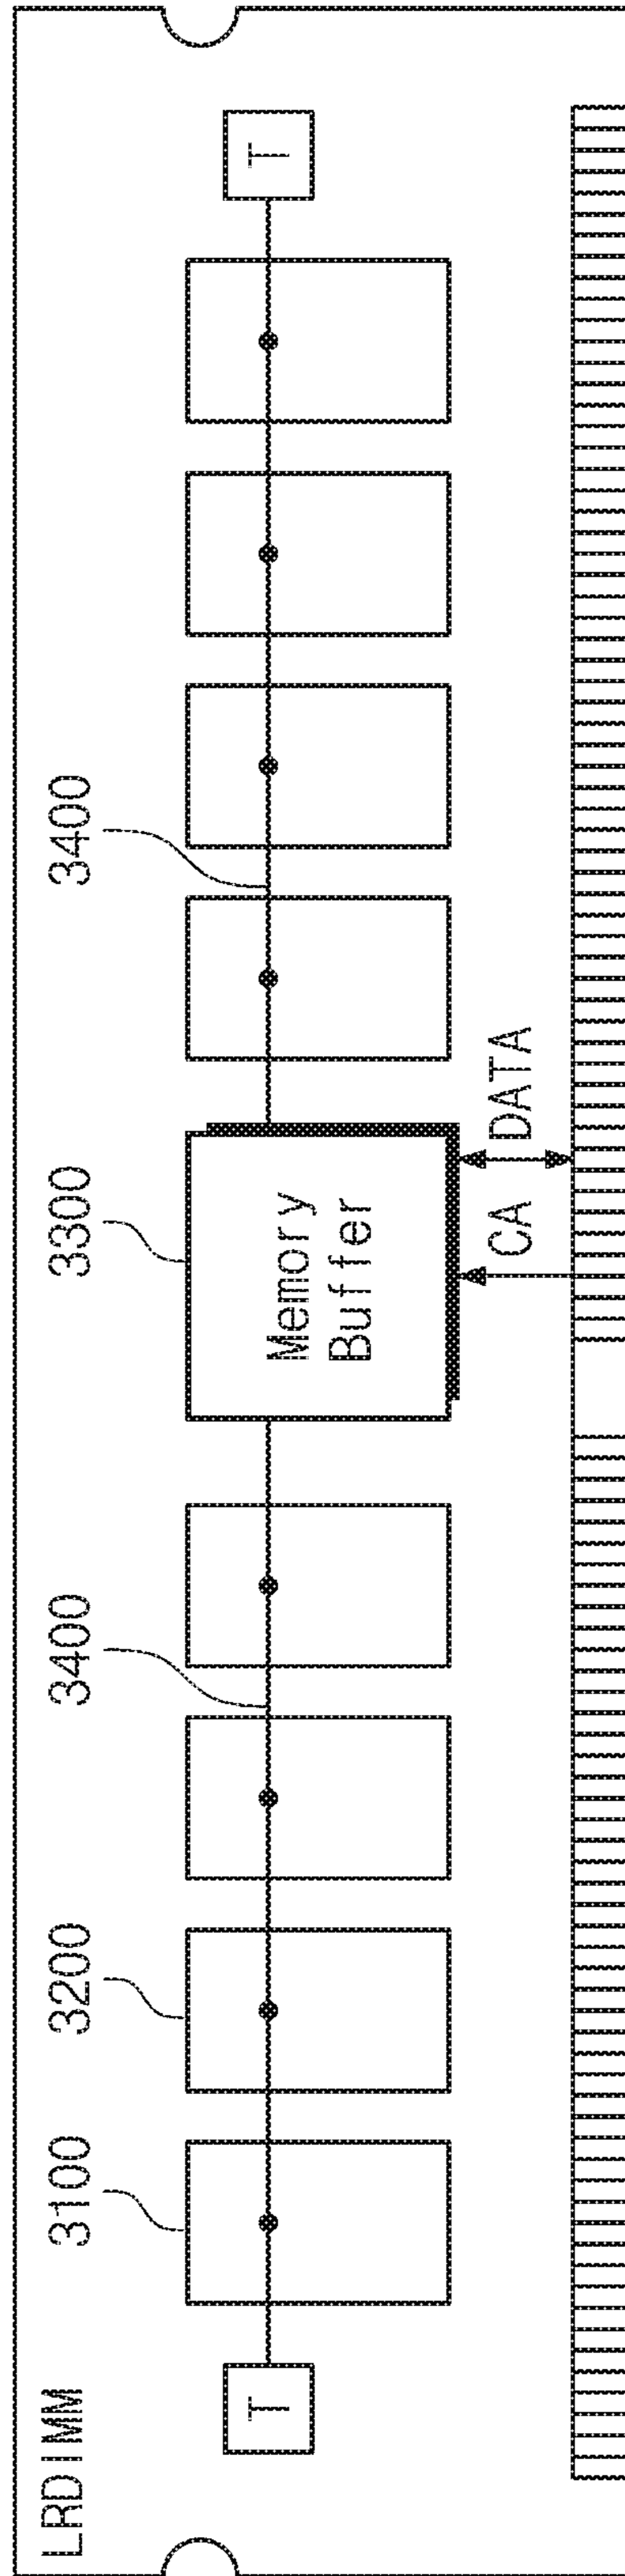 LRDIMM
3100
3200
3400
3300
3400
T
Memory
Buffer
T
CA
DATA